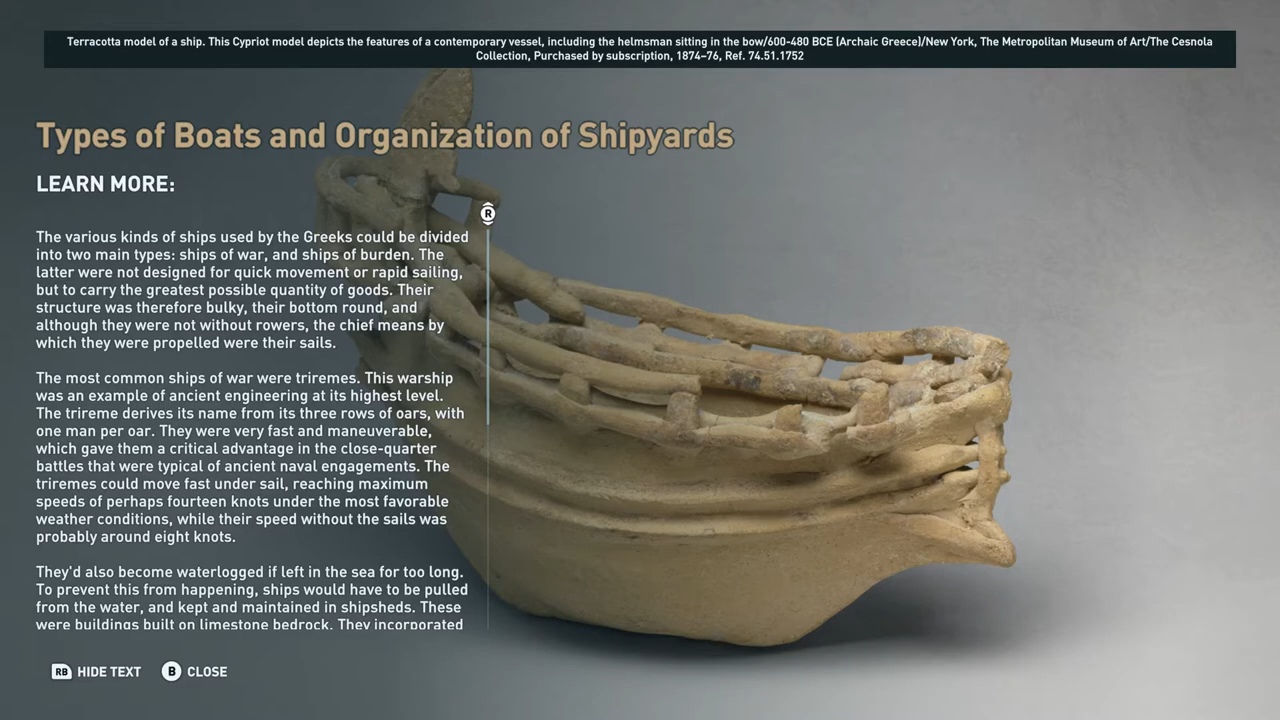 Terracotta model of a ship. This Cypriot model depicts the features of a contemporary vessel, including the helmsman sitting in the bow/600-480 BCE (Archaic Greece)/New York, The Metropolitan Museum of Art/The Cesnola
Collection, Purchased by subscription, 1874–76, Ref. 74.51.1752
Types of Boats and Organization of Shipyards
LEARN MORE:
R
The various kinds of ships used by the Greeks could be divided
into two main types: ships of war, and ships of burden. The
latter were not designed for quick movement or rapid sailing,
but to carry the greatest possible quantity of goods. Their
structure was therefore bulky, their bottom round, and
although they were not without rowers, the chief means by
which they were propelled were their sails.
The most common ships of war were triremes. This warship
was an example of ancient engineering at its highest level.
The trireme derives its name from its three rows of oars, with
one man per oar. They were very fast and maneuverable,
which gave them a critical advantage in the close-quarter
battles that were typical of ancient naval engagements. The
triremes could move fast under sail, reaching maximum
speeds of perhaps fourteen knots under the most favorable
weather conditions, while their speed without the sails was
probably around eight knots.
They'd also become waterlogged if left in the sea for too long.
To prevent this from happening, ships would have to be pulled
from the water, and kept and maintained in shipsheds. These
were buildings built on limestone bedrock. They incorporated
RB HIDE TEXT B CLOSE